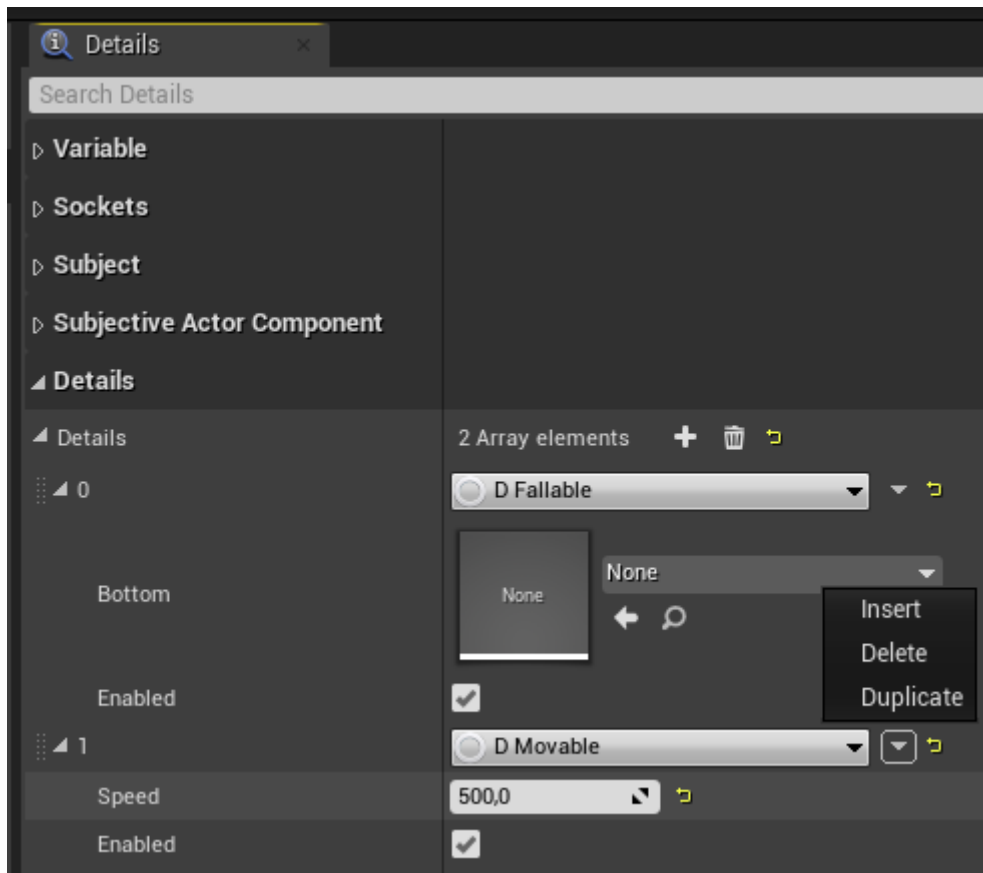 Details
Search Details
Variable
Sockets
Subject
Subjective Actor Component
Details
Details 2 Array elements
0 D Fallable
Bottom None None
Insert
Delete
Duplicate
Enabled
1 D Movable
Speed 500,0
Enabled